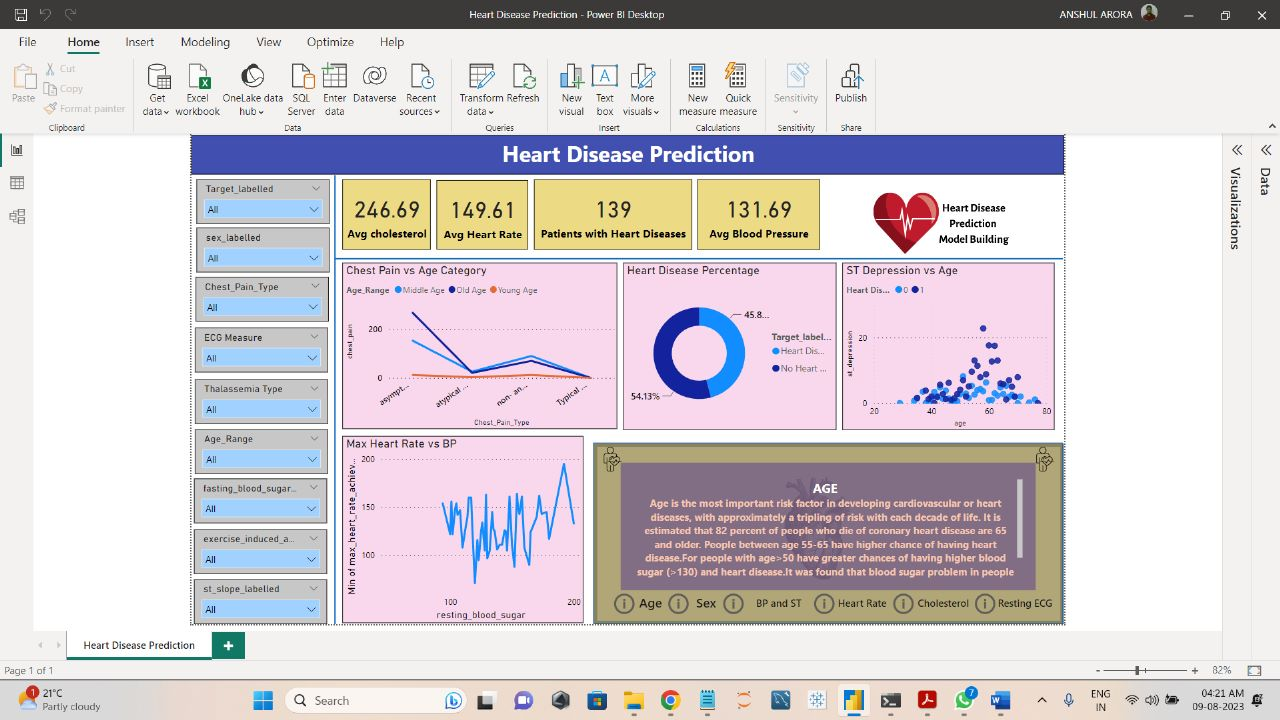 Heart Disease Prediction - Power BI Desktop
ANSHUL ARORA
File Home Insert Modeling View Optimize Help
Paste
Cut
Copy
Format painter
Clipboard
Get data
Excel workbook
OneLake data hub
SQL Server
Enter data
Dataverse
Recent sources
Data
Transform data
Refresh
Queries
New visual
Text box
More visuals
Insert
New measure
Quick measure
Calculations
Sensitivity
Sensitivity
Publish
Share
Heart Disease Prediction
Target_labelled
All
sex_labelled
All
Chest_Pain_Type
All
ECG Measure
All
Thalassemia Type
All
Age_Range
All
fasting_blood_sugar...
All
exercise_induced_a...
All
st_slope_labelled
All
246.69
Avg cholesterol
149.61
Avg Heart Rate
139
Patients with Heart Diseases
131.69
Avg Blood Pressure
Heart Disease
Prediction
Model Building
Chest Pain vs Age Category
Age_Range Middle Age Old Age Young Age
chest_pain
200
0
asympt...
atypical ...
non-an...
Typical ...
Chest_Pain_Type
Heart Disease Percentage
45.8...
54.13%
Target_label...
Heart Dis...
No Heart ...
ST Depression vs Age
Heart Dis... 0 1
st_depression
20
0
20 40 60 80
age
Max Heart Rate vs BP
Min of max_heart_rate_achiev...
200
150
100
100 200
resting_blood_sugar
AGE
Age is the most important risk factor in developing cardiovascular or heart
diseases, with approximately a tripling of risk with each decade of life. It is
estimated that 82 percent of people who die of coronary heart disease are 65
and older. People between age 55-65 have higher chance of having heart
disease.For people with age>50 have greater chances of having higher blood
sugar (>130) and heart disease.It was found that blood sugar problem in people
Age Sex BP and ST Heart Rate Cholesterol Resting ECG
Visualizations
Data
Heart Disease Prediction
+
Page 1 of 1
- + 82%
1
21°C
Partly cloudy
Search
7
ENG
IN
04:21 AM
09-08-2023